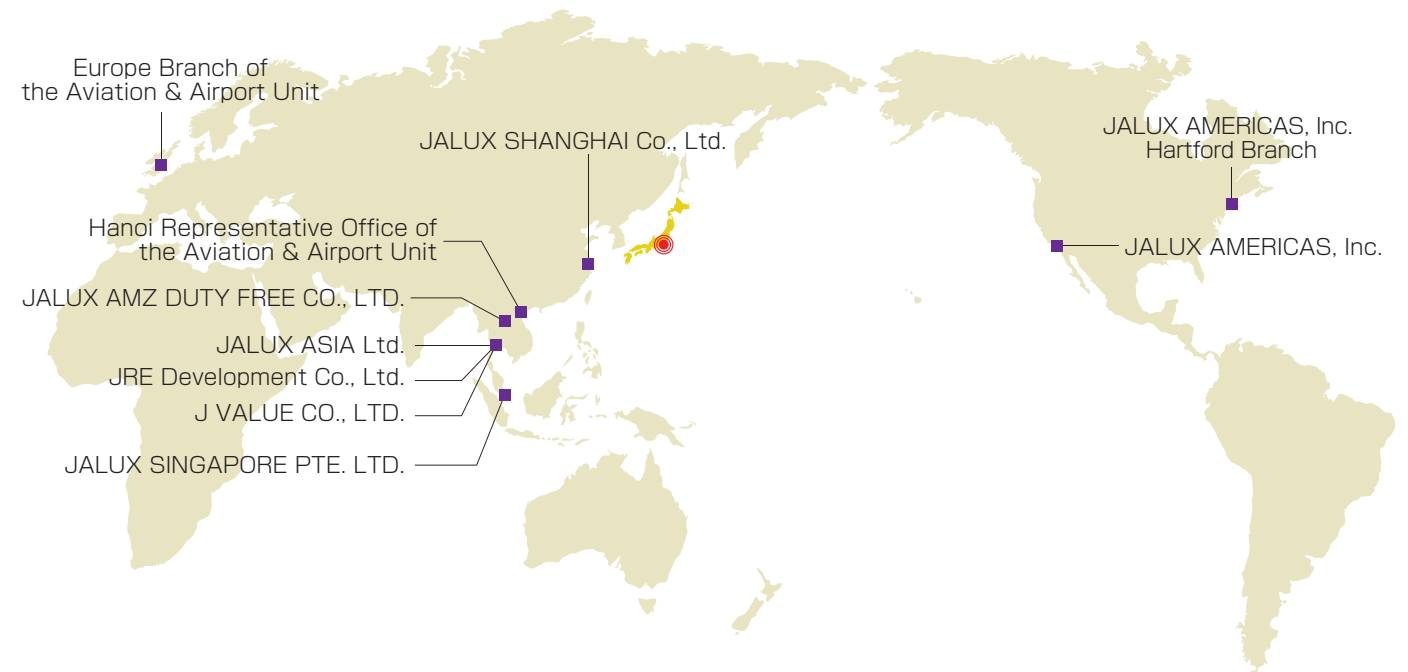 Europe Branch of
the Aviation & Airport Unit
JALUX SHANGHAI Co., Ltd.
JALUX AMERICAS, Inc.
Hartford Branch
Hanoi Representative Office of
the Aviation & Airport Unit
JALUX AMERICAS, Inc.
JALUX AMZ DUTY FREE CO., LTD.
JALUX ASIA Ltd.
JRE Development Co., Ltd.
J VALUE CO., LTD.
JALUX SINGAPORE PTE. LTD.